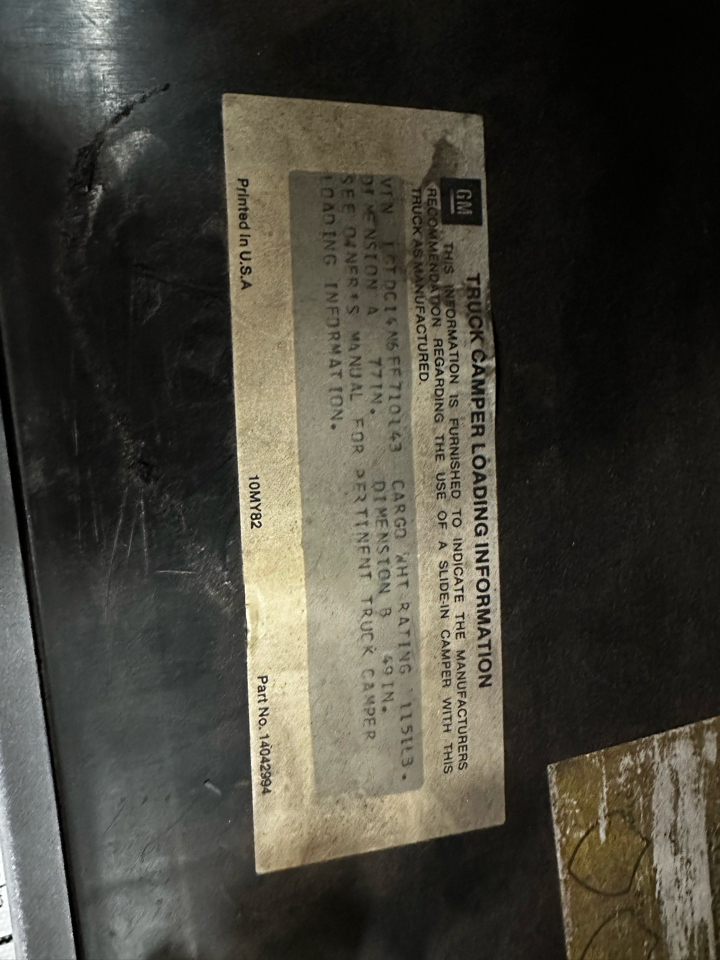 GM
TRUCK CAMPER LOADING INFORMATION
THIS INFORMATION IS FURNISHED TO INDICATE THE MANUFACTURERS
RECOMMENDATION REGARDING THE USE OF A SLIDE-IN CAMPER WITH THIS
TRUCK AS MANUFACTURED.
VIN CARGO WHT RATING
DIMENSION A 77IN. DIMENSION B 49IN.
SEE OWNER'S MANUAL FOR PERTINENT TRUCK CAMPER
LOADING INFORMATION.
Printed in U.S.A 10MY82 Part No. 14042994